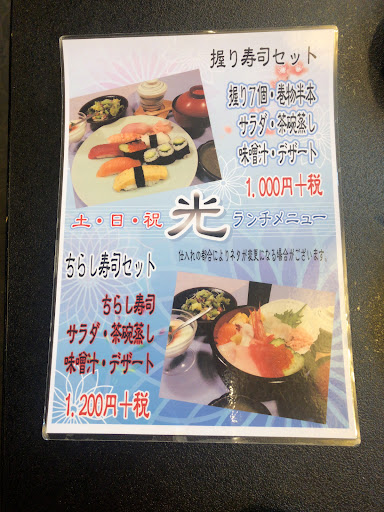 握り寿司セット
握り7個・巻物半本
サラダ・茶碗蒸し
味噌汁・デザート
1,000円＋税
土・日・祝 光 ランチメニュー
仕入れの都合によりネタが変更になる場合がございます。
ちらし寿司セット
ちらし寿司
サラダ・茶碗蒸し
味噌汁・デザート
1,200円＋税